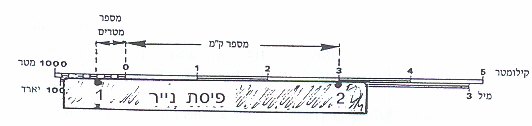 מספר
מטרים
מספר ק"מ
מטר 1000 0 1 2 3 4 5 קילומטר
יארד 100 3 מיל
1 פיסת נייר 2